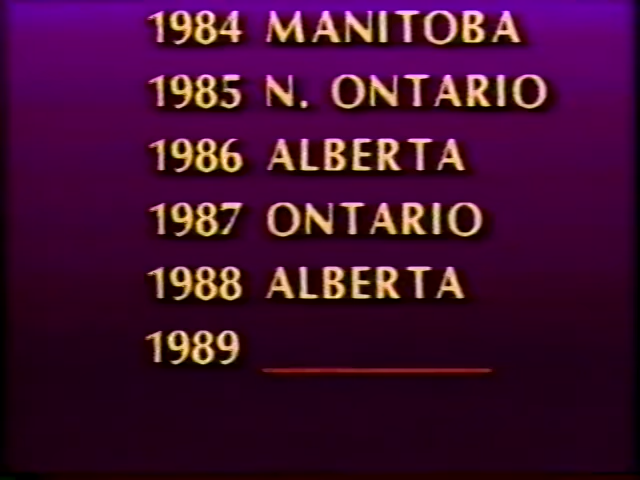 1984 MANITOBA
1985 N. ONTARIO
1986 ALBERTA
1987 ONTARIO
1988 ALBERTA
1989